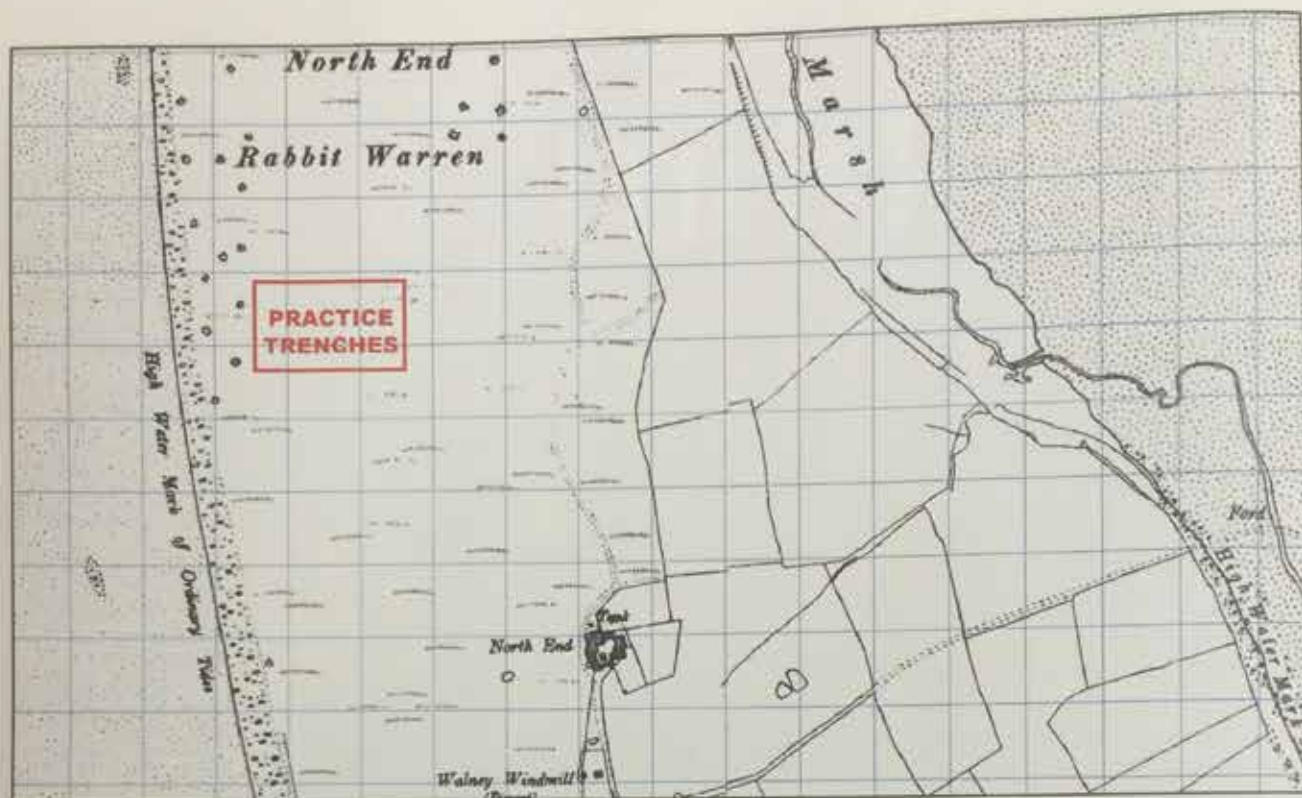 North End
Rabbit Warren
Marsh
PRACTICE
TRENCHES
High Water Mark of Ordinary Tides
Ford
High Water Mark
North End
8
Walney Windmill